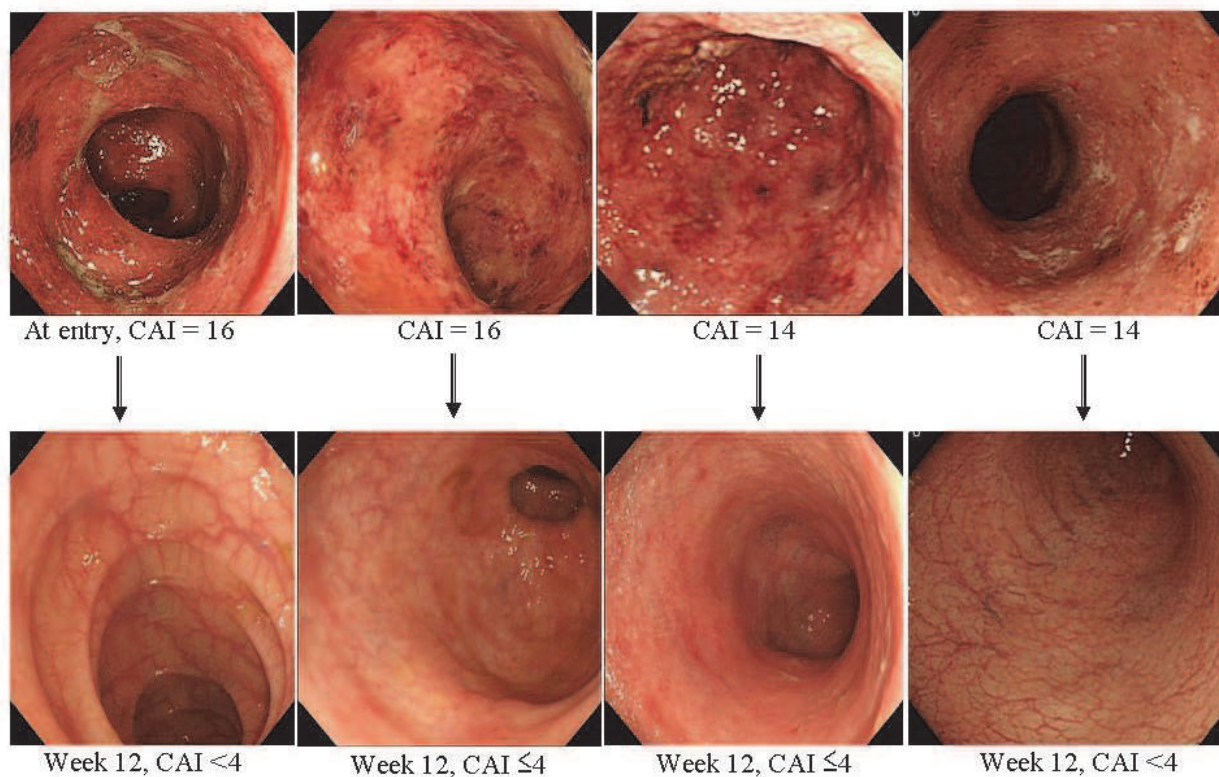 At entry, CAI = 16
CAI = 16
CAI = 14
CAI = 14
Week 12, CAI <4
Week 12, CAI ≦4
Week 12, CAI ≦4
Week 12, CAI <4